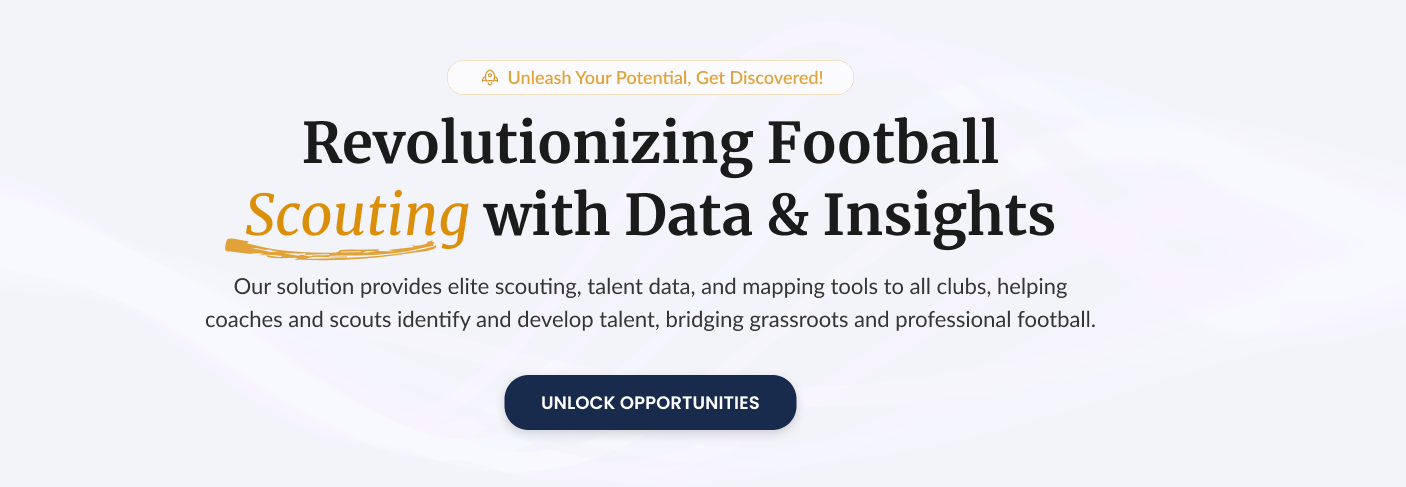 Unleash Your Potential, Get Discovered!
Revolutionizing Football
Scouting with Data & Insights
Our solution provides elite scouting, talent data, and mapping tools to all clubs, helping
coaches and scouts identify and develop talent, bridging grassroots and professional football.
UNLOCK OPPORTUNITIES